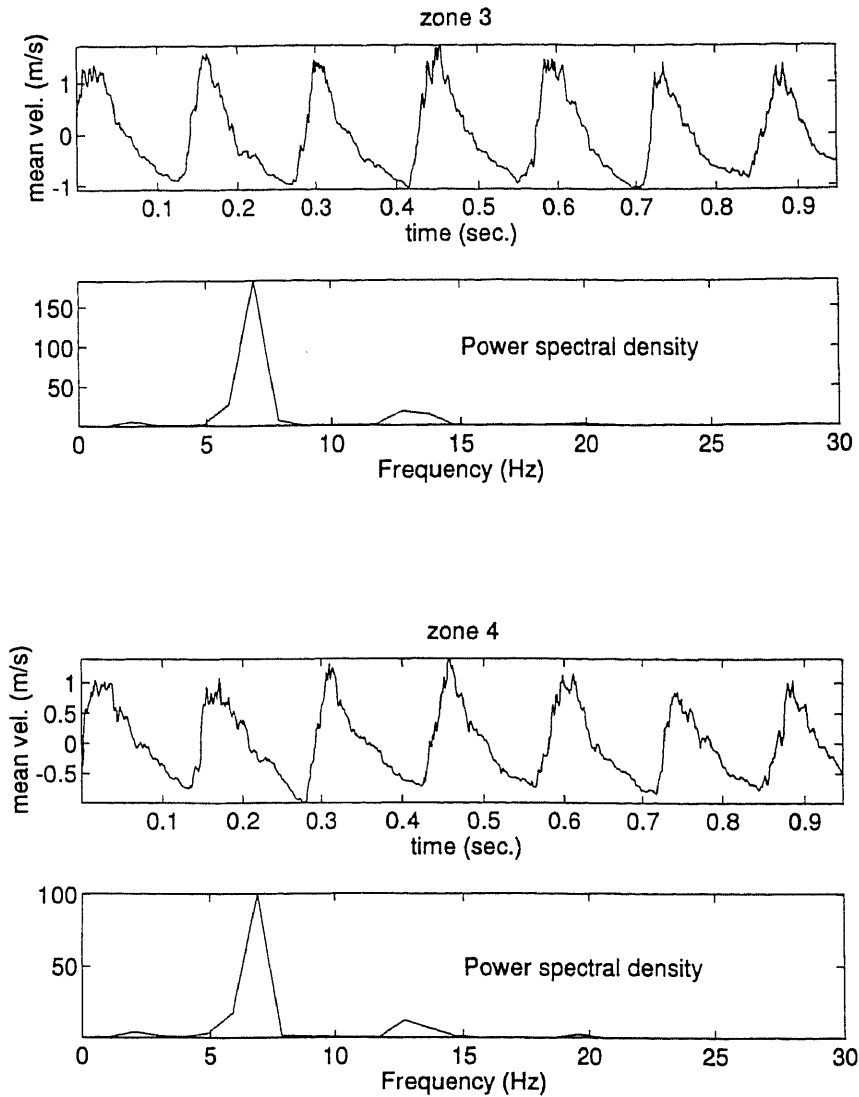 zone 3
mean vel. (m/s)
1
0
-1
0.1 0.2 0.3 0.4 0.5 0.6 0.7 0.8 0.9
time (sec.)
150
100
50
Power spectral density
0 5 10 15 20 25 30
Frequency (Hz)
zone 4
mean vel. (m/s)
1
0.5
0
-0.5
0.1 0.2 0.3 0.4 0.5 0.6 0.7 0.8 0.9
time (sec.)
100
50
Power spectral density
0 5 10 15 20 25 30
Frequency (Hz)